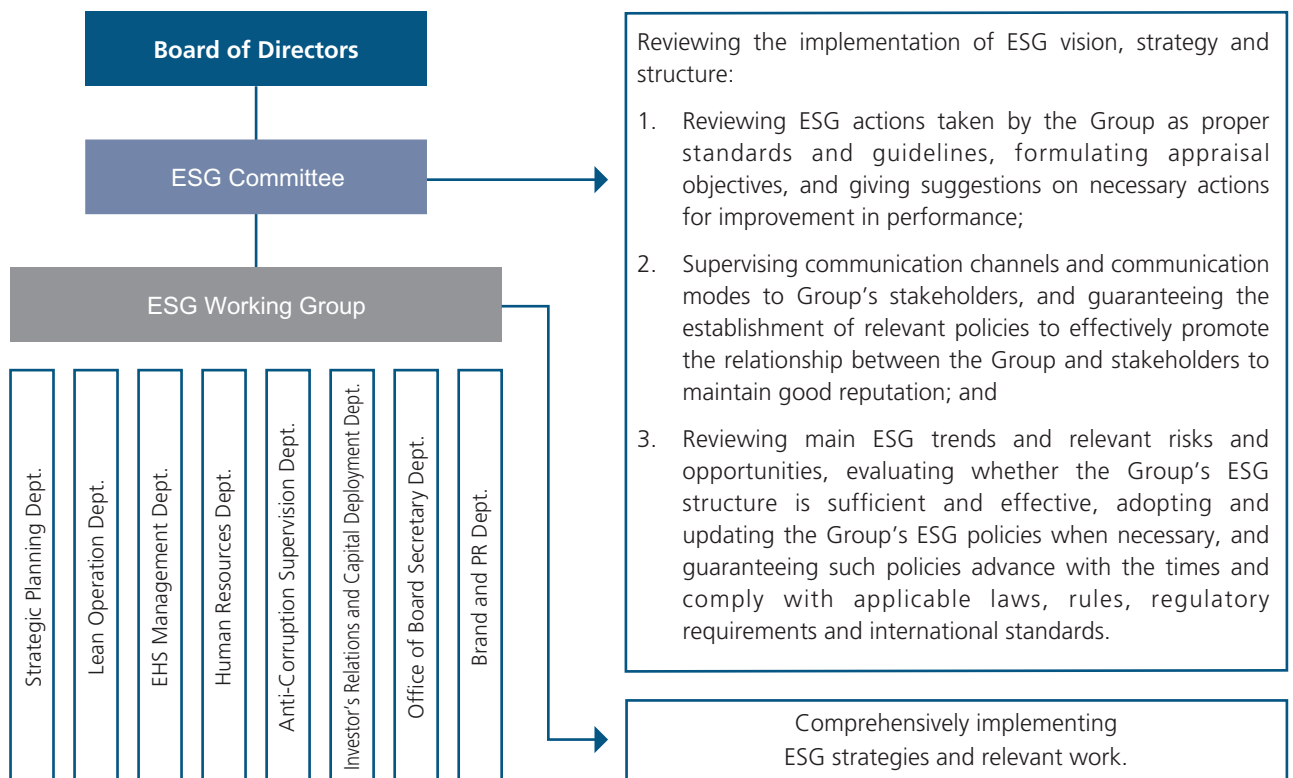 Board of Directors
ESG Committee
ESG Working Group
Strategic Planning Dept.
Lean Operation Dept.
EHS Management Dept.
Human Resources Dept.
Anti-Corruption Supervision Dept.
Investor's Relations and Capital Deployment Dept.
Office of Board Secretary Dept.
Brand and PR Dept.
Reviewing the implementation of ESG vision, strategy and
structure:
1. Reviewing ESG actions taken by the Group as proper
standards and guidelines, formulating appraisal
objectives, and giving suggestions on necessary actions
for improvement in performance;
2. Supervising communication channels and communication
modes to Group's stakeholders, and guaranteeing the
establishment of relevant policies to effectively promote
the relationship between the Group and stakeholders to
maintain good reputation; and
3. Reviewing main ESG trends and relevant risks and
opportunities, evaluating whether the Group's ESG
structure is sufficient and effective, adopting and
updating the Group's ESG policies when necessary, and
guaranteeing such policies advance with the times and
comply with applicable laws, rules, regulatory
requirements and international standards.
Comprehensively implementing
ESG strategies and relevant work.